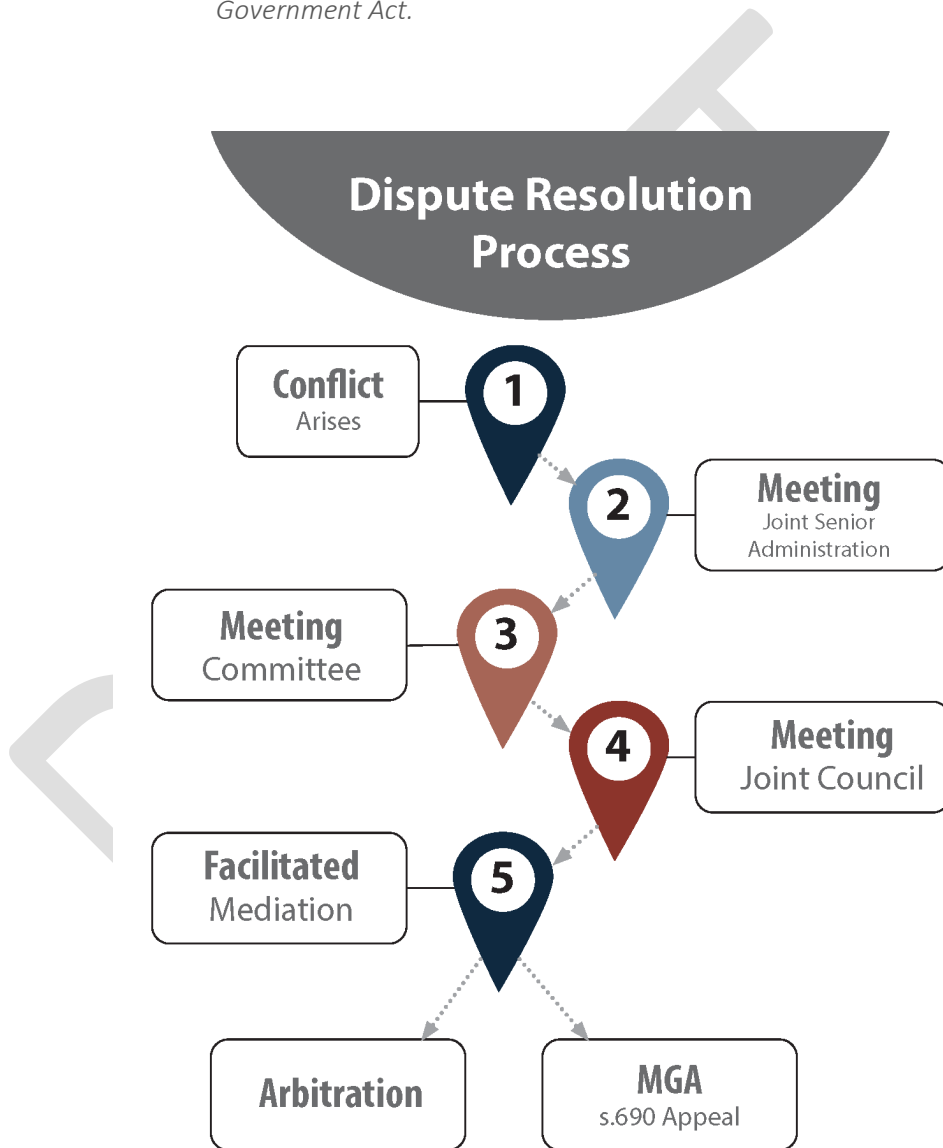 Government Act.
Dispute Resolution
Process
Conflict
Arises
1
2
Meeting
Joint Senior
Administration
Meeting
Committee
3
4
Meeting
Joint Council
Facilitated
Mediation
5
Arbitration
MGA
s.690 Appeal